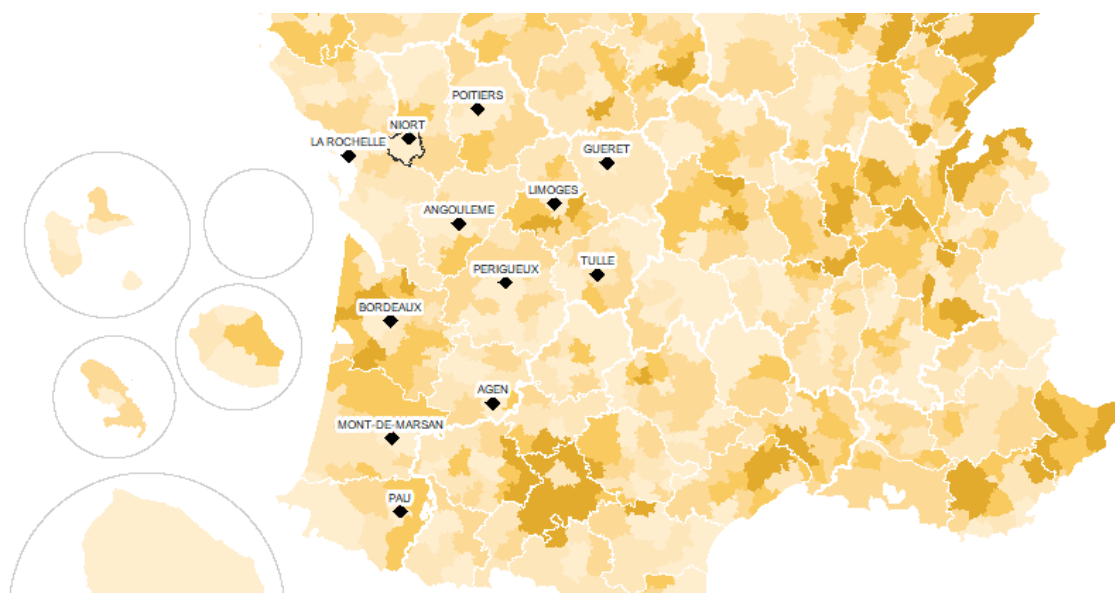 POITIERS
NIORT
LA ROCHELLE
GUERET
LIMOGES
ANGOULEME
PERIGUEUX
TULLE
BORDEAUX
AGEN
MONT-DE-MARSAN
PAU